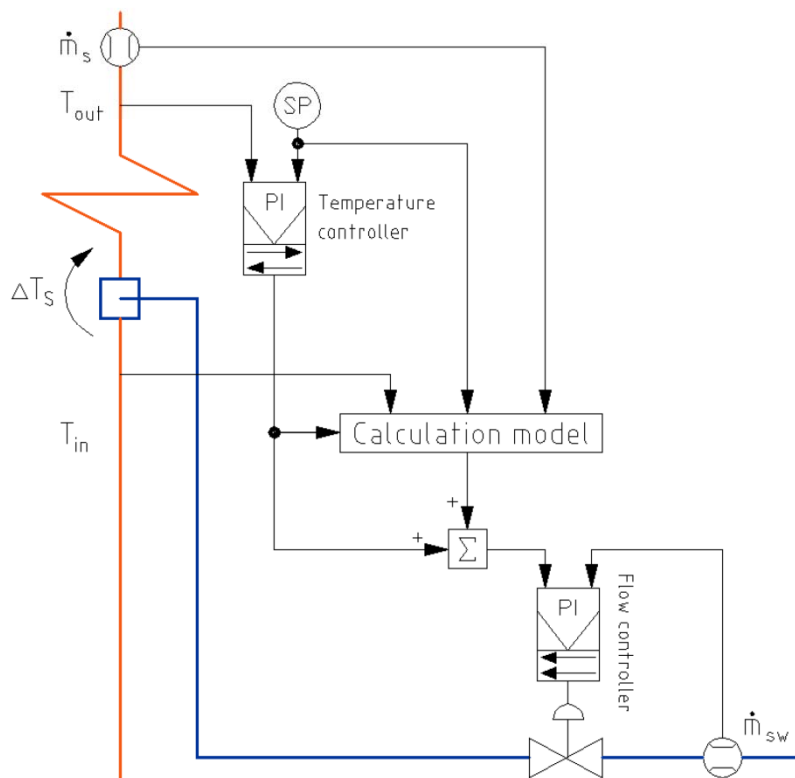 ṁs
Tout
SP
PI
Temperature
controller
ΔTS
Tin
Calculation model
+
+
Σ
PI
Flow controller
ṁsw